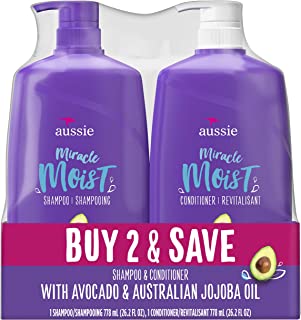 aussie
Miracle
Moist
SHAMPOO | SHAMPOOING
aussie
Miracle
Moist
CONDITIONER | REVITALISANT
BUY 2 & SAVE
SHAMPOO & CONDITIONER
WITH AVOCADO & AUSTRALIAN JOJOBA OIL
1 SHAMPOO/SHAMPOOING 778 mL (26.2 FL OZ), 1 CONDITIONER/REVITALISANT 778 mL (26.2 FL OZ)